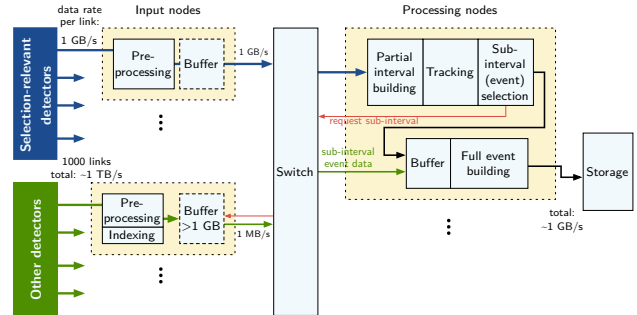 data rate
per link:
Input nodes
Processing nodes
Selection-relevant
detectors
1 GB/s
Pre-
processing
Buffer
1 GB/s
Partial
interval
building
Tracking
Sub-
interval
(event)
selection
request sub-interval
1000 links
total: ~1 TB/s
Switch
sub-interval
event data
Buffer
Full event
building
Storage
Other detectors
Pre-
processing
Indexing
Buffer
>1 GB
1 MB/s
total:
~1 GB/s